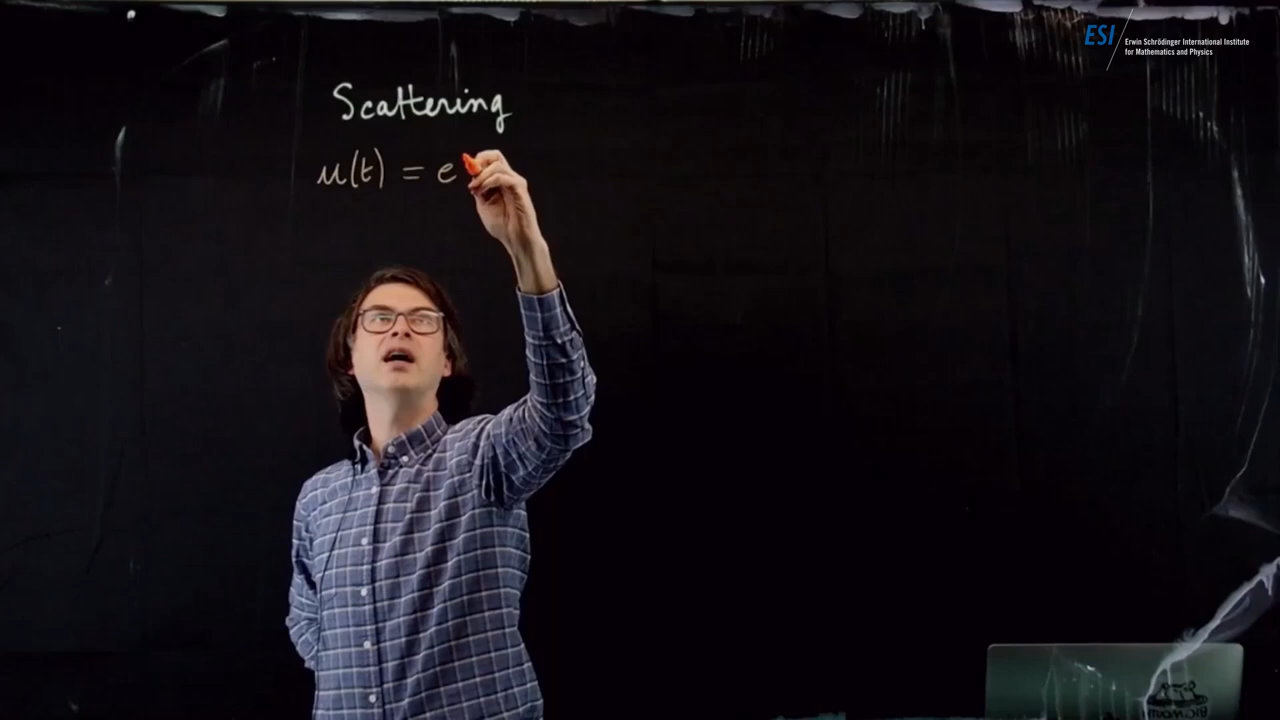 ESI Erwin Schrödinger International Institute
for Mathematics and Physics
Scattering
u(t) = e